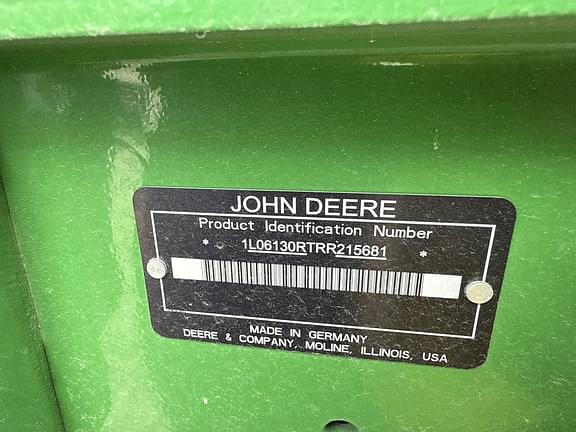 JOHN DEERE
Product Identification Number
* 1L06130RTRR215681 *
MADE IN GERMANY
DEERE & COMPANY, MOLINE, ILLINOIS, USA